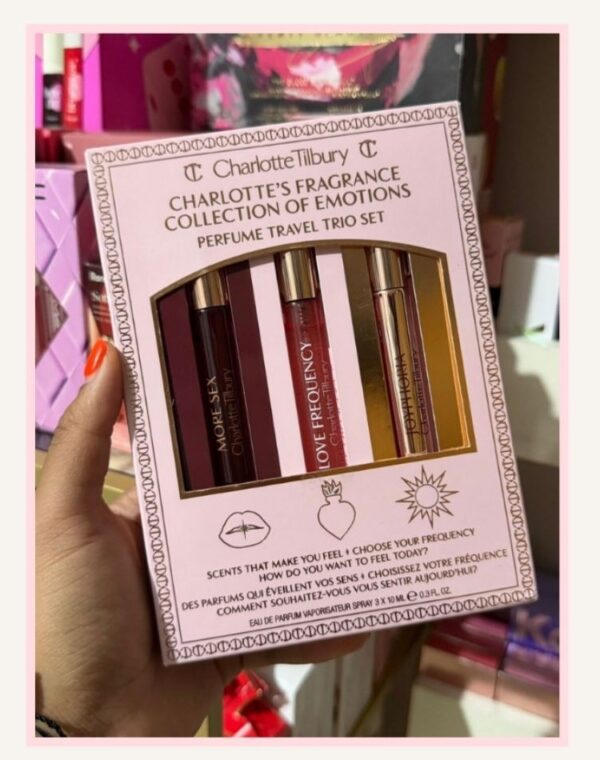 CT Charlotte Tilbury CT
CHARLOTTE'S FRAGRANCE
COLLECTION OF EMOTIONS
PERFUME TRAVEL TRIO SET
MORE SEX
Charlotte Tilbury
LOVE FREQUENCY
Charlotte Tilbury
JOYPHORIA
Charlotte Tilbury
SCENTS THAT MAKE YOU FEEL + CHOOSE YOUR FREQUENCY
HOW DO YOU WANT TO FEEL TODAY?
DES PARFUMS QUI ÉVEILLENT VOS SENS + CHOISISSEZ VOTRE FRÉQUENCE
COMMENT SOUHAITEZ-VOUS VOUS SENTIR AUJOURD'HUI?
EAU DE PARFUM VAPORISATEUR SPRAY 3 X 10 ML ℮ 0.3 FL. OZ.